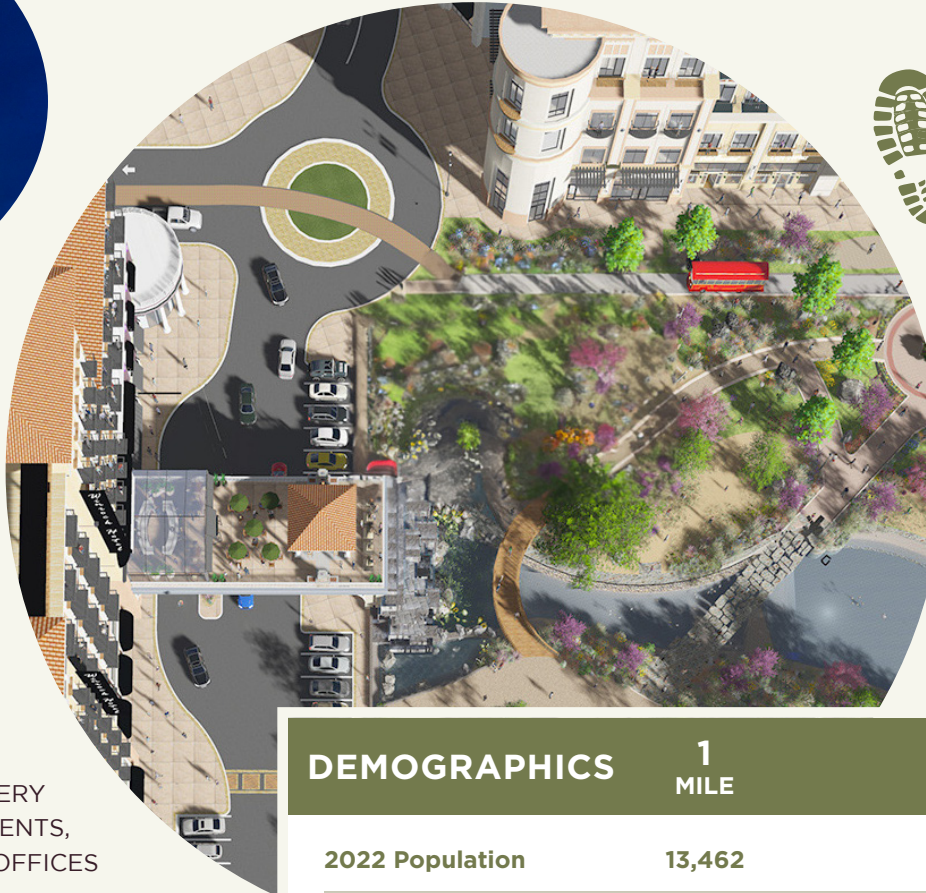 ERY
ENTS,
OFFICES
DEMOGRAPHICS 1 MILE
2022 Population 13,462